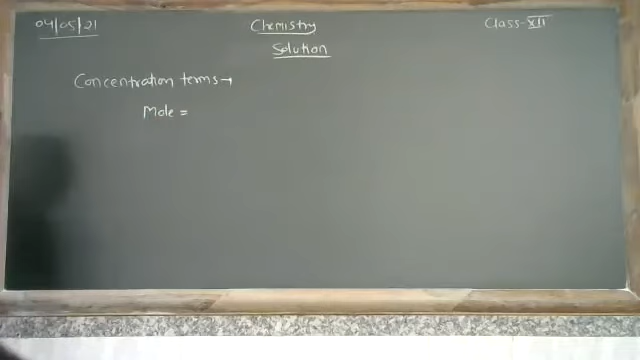 04/05/21 Chemistry Class-XII
Solution
Concentration terms→
Mole =